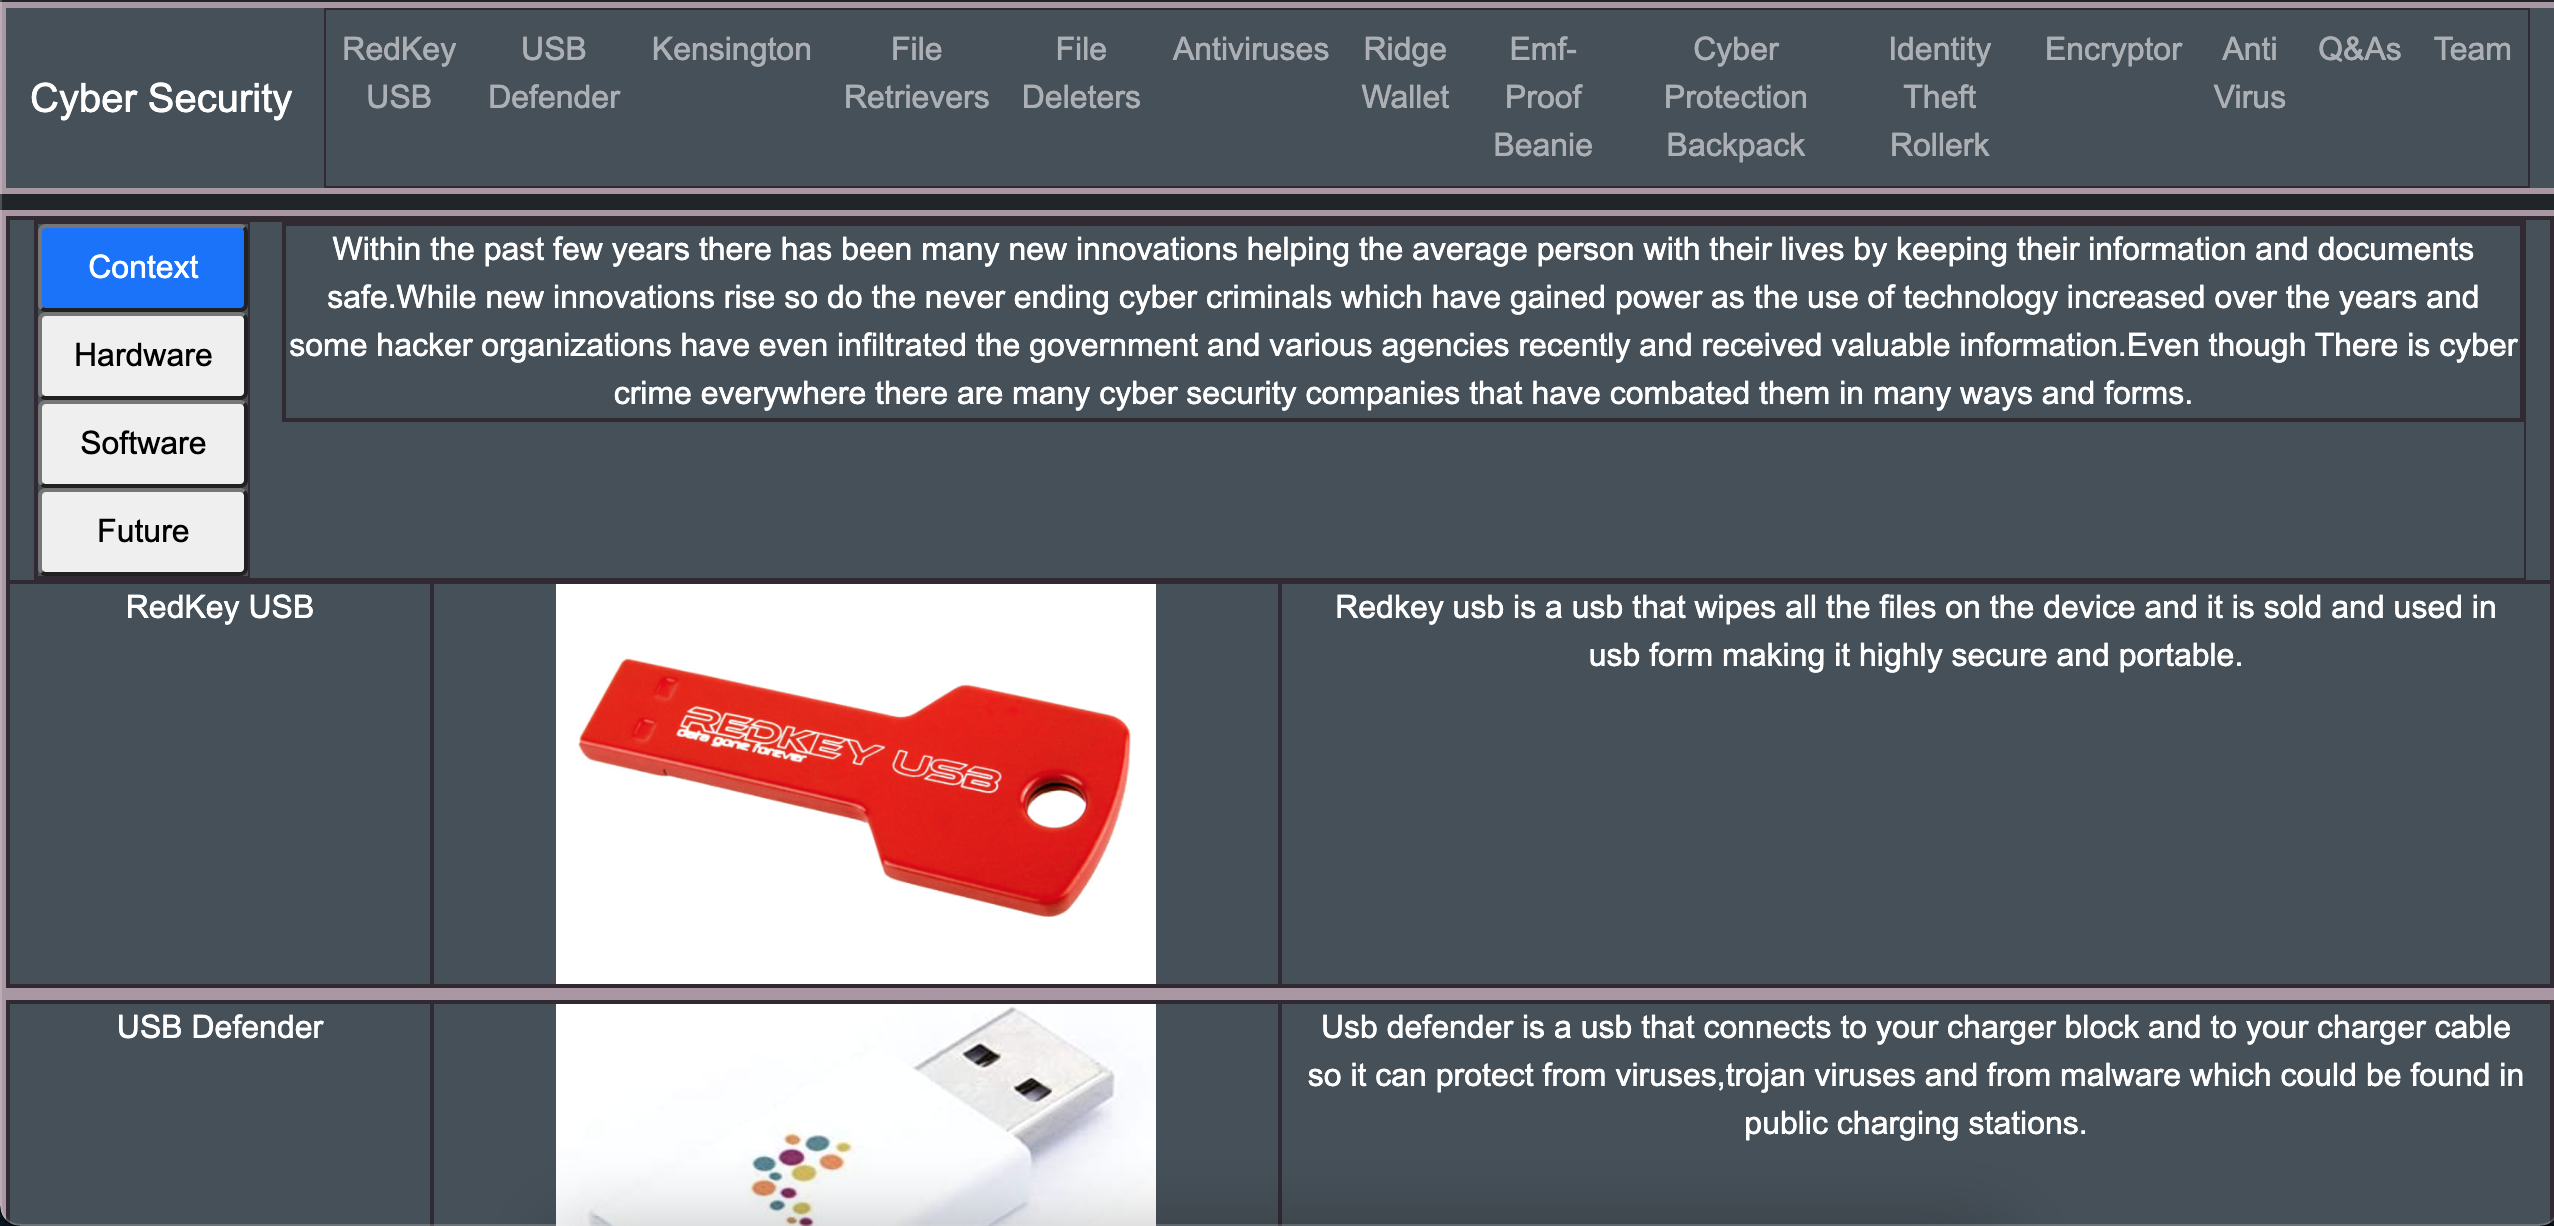 Cyber Security
RedKey
USB
USB
Defender
Kensington
File
Retrievers
File
Deleters
Antiviruses
Ridge
Wallet
Emf-
Proof
Beanie
Cyber
Protection
Backpack
Identity
Theft
Rollerk
Encryptor
Anti
Virus
Q&As
Team
Context
Hardware
Software
Future
Within the past few years there has been many new innovations helping the average person with their lives by keeping their information and documents
safe.While new innovations rise so do the never ending cyber criminals which have gained power as the use of technology increased over the years and
some hacker organizations have even infiltrated the government and various agencies recently and received valuable information.Even though There is cyber
crime everywhere there are many cyber security companies that have combated them in many ways and forms.
RedKey USB
REDKEY USB
data gone forever
Redkey usb is a usb that wipes all the files on the device and it is sold and used in
usb form making it highly secure and portable.
USB Defender
Usb defender is a usb that connects to your charger block and to your charger cable
so it can protect from viruses,trojan viruses and from malware which could be found in
public charging stations.